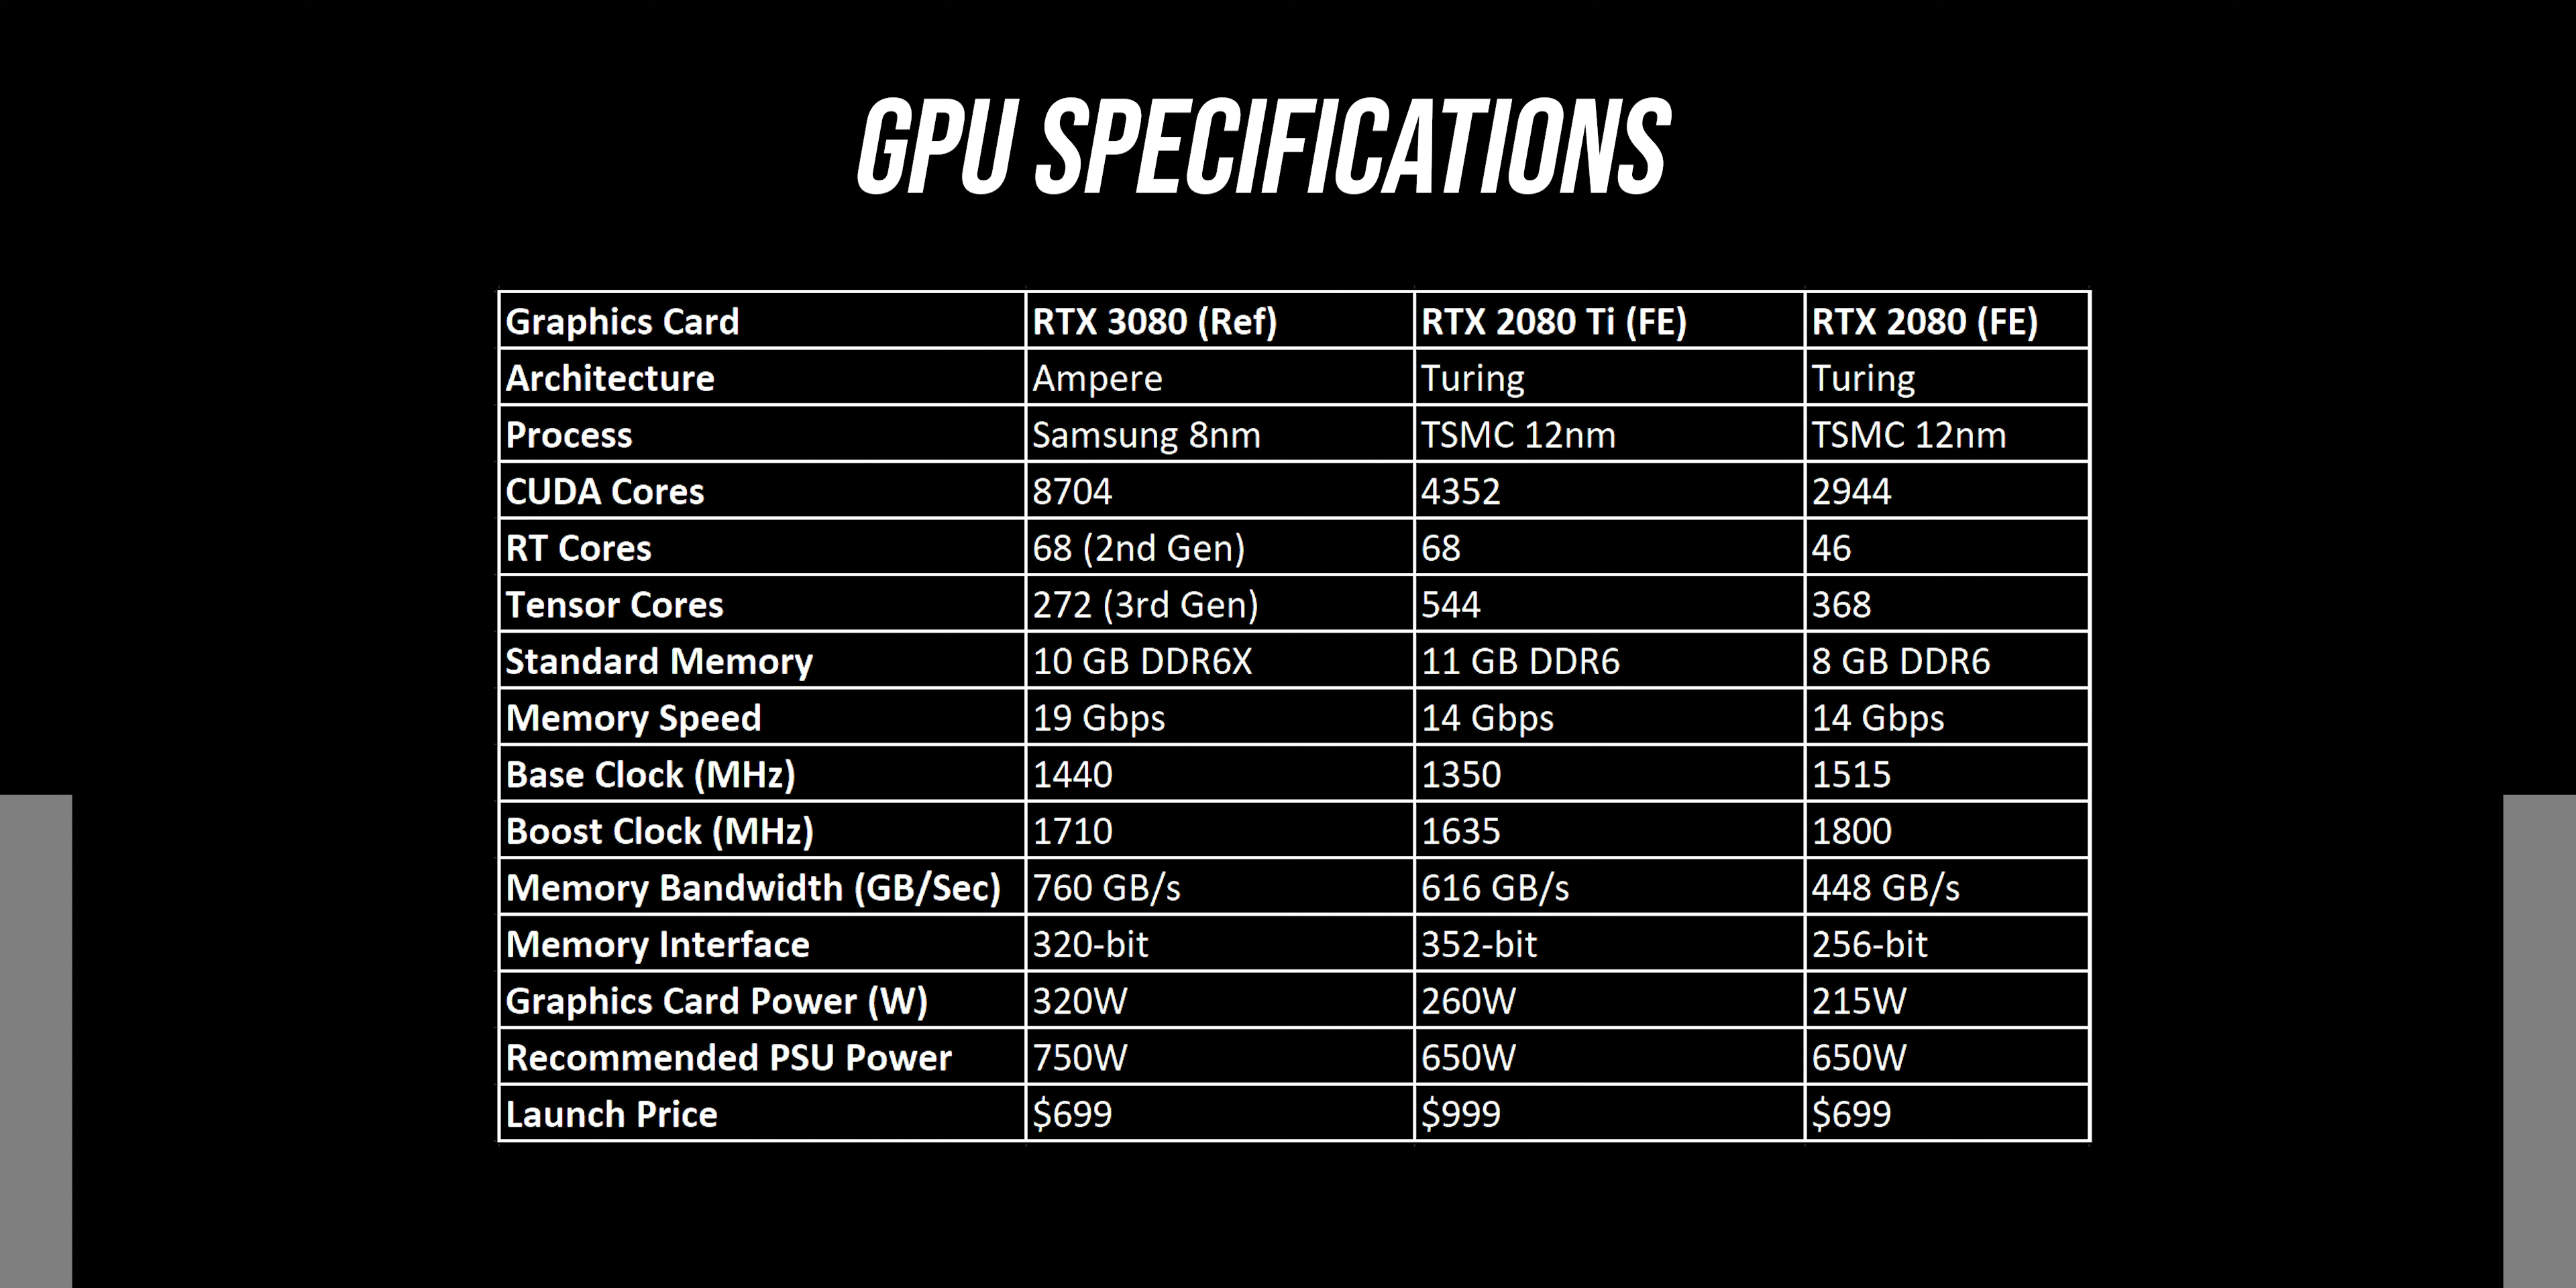 GPU SPECIFICATIONS
Graphics Card RTX 3080 (Ref) RTX 2080 Ti (FE) RTX 2080 (FE)
Architecture Ampere Turing Turing
Process Samsung 8nm TSMC 12nm TSMC 12nm
CUDA Cores 8704 4352 2944
RT Cores 68 (2nd Gen) 68 46
Tensor Cores 272 (3rd Gen) 544 368
Standard Memory 10 GB DDR6X 11 GB DDR6 8 GB DDR6
Memory Speed 19 Gbps 14 Gbps 14 Gbps
Base Clock (MHz) 1440 1350 1515
Boost Clock (MHz) 1710 1635 1800
Memory Bandwidth (GB/Sec) 760 GB/s 616 GB/s 448 GB/s
Memory Interface 320-bit 352-bit 256-bit
Graphics Card Power (W) 320W 260W 215W
Recommended PSU Power 750W 650W 650W
Launch Price $699 $999 $699